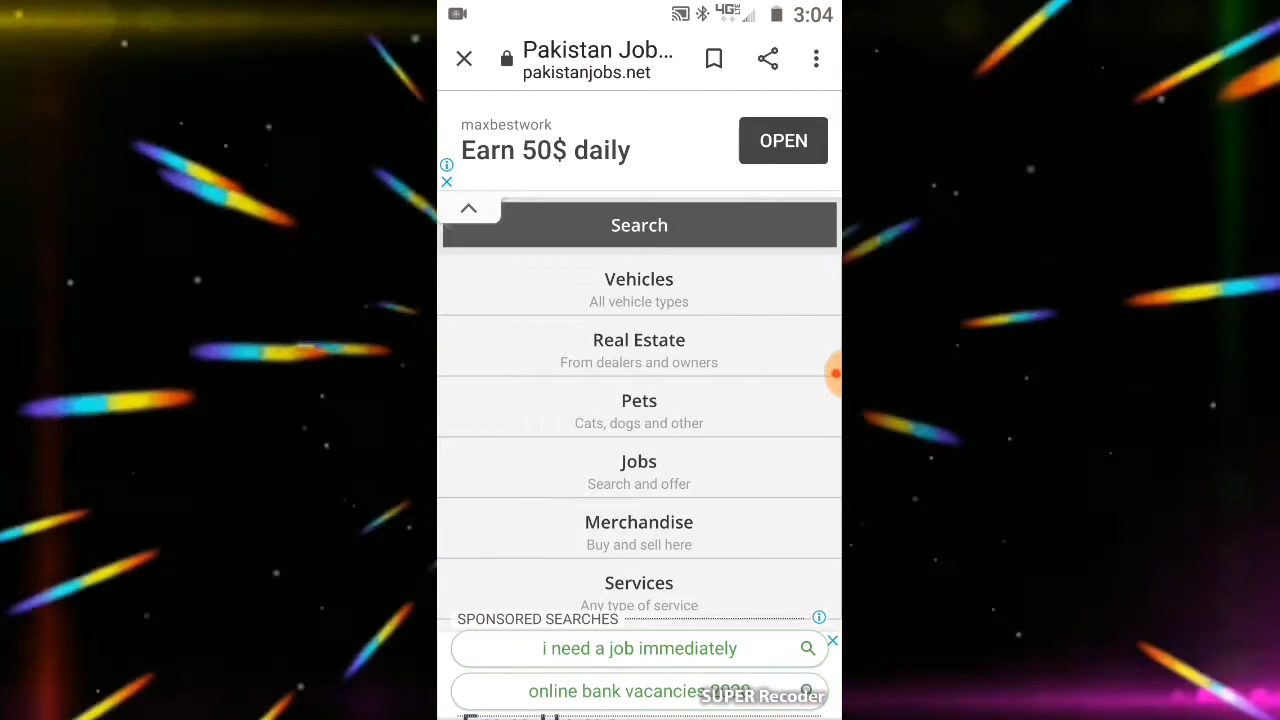 4G LTE 3:04
Pakistan Job...
pakistanjobs.net
maxbestwork
Earn 50$ daily
OPEN
Search
Vehicles
All vehicle types
Real Estate
From dealers and owners
Pets
Cats, dogs and other
Jobs
Search and offer
Merchandise
Buy and sell here
Services
Any type of service
SPONSORED SEARCHES
i need a job immediately
online bank vacancies
SUPER Recoder